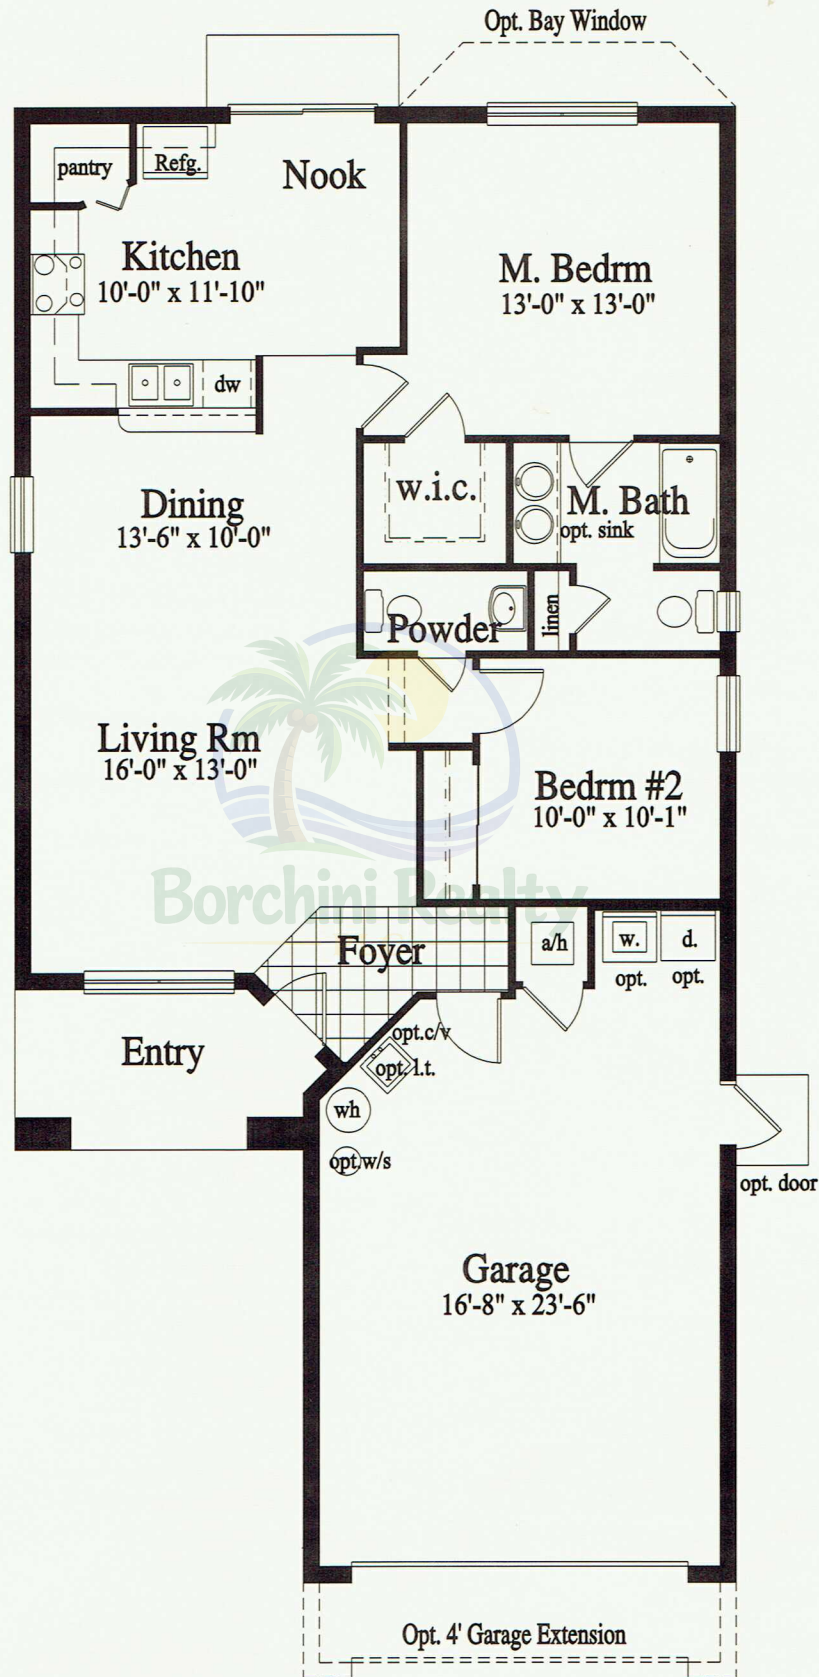 Opt. Bay Window
pantry
Refg.
Nook
Kitchen
10'-0" x 11'-10"
M. Bedrm
13'-0" x 13'-0"
dw
Dining
13'-6" x 10'-0"
w.i.c.
M. Bath
opt. sink
Powder
linen
Living Rm
16'-0" x 13'-0"
Bedrm #2
10'-0" x 10'-1"
Borchini Realty
Foyer
a/h
w.
d.
opt.
opt.
Entry
opt.c/v
opt. l.t.
wh
opt.w/s
opt. door
Garage
16'-8" x 23'-6"
Opt. 4' Garage Extension